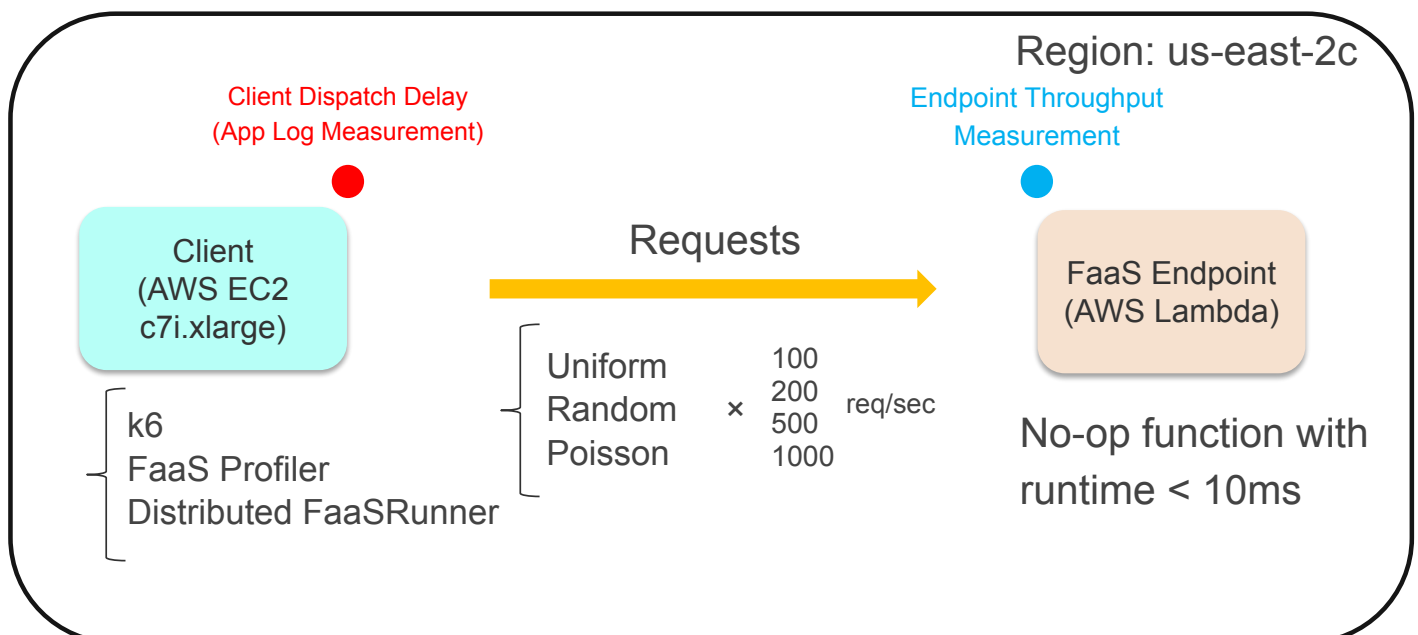 Region: us-east-2c
Client Dispatch Delay
(App Log Measurement)
Endpoint Throughput
Measurement
Client
(AWS EC2
c7i.xlarge)
Requests
FaaS Endpoint
(AWS Lambda)
k6
FaaS Profiler
Distributed FaaSRunner
Uniform
Random
Poisson
×
100
200
500
1000
req/sec
No-op function with
runtime < 10ms